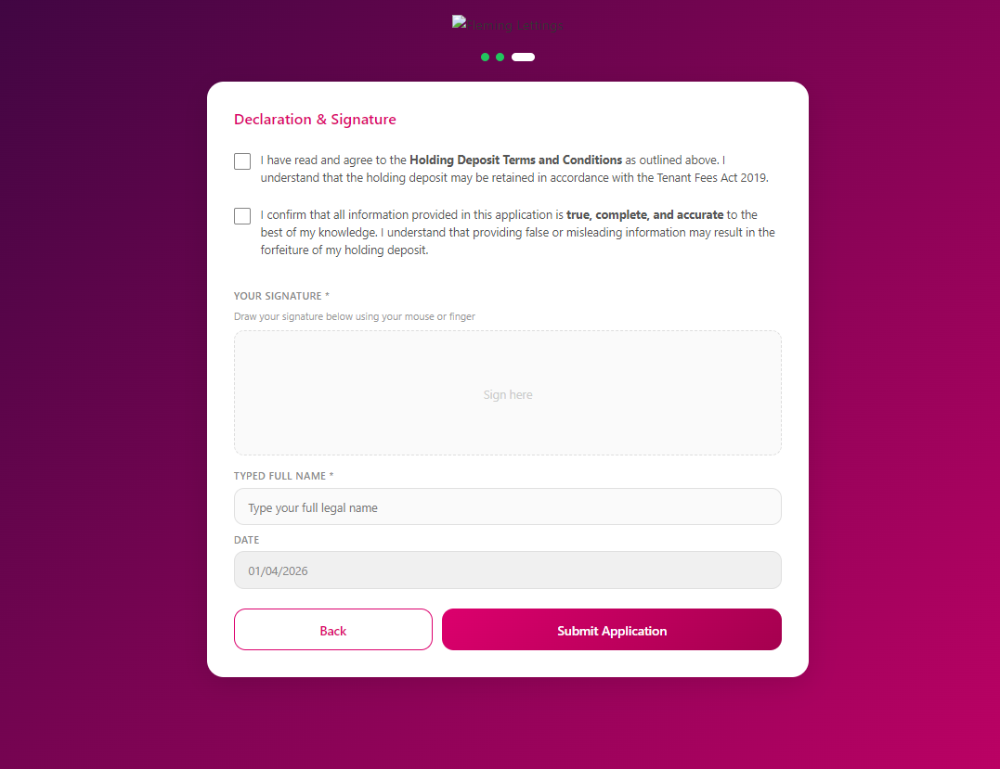 Fleming Lettings
Declaration & Signature
I have read and agree to the Holding Deposit Terms and Conditions as outlined above. I
understand that the holding deposit may be retained in accordance with the Tenant Fees Act 2019.
I confirm that all information provided in this application is true, complete, and accurate to the
best of my knowledge. I understand that providing false or misleading information may result in the
forfeiture of my holding deposit.
YOUR SIGNATURE *
Draw your signature below using your mouse or finger
Sign here
TYPED FULL NAME *
Type your full legal name
DATE
01/04/2026
Back
Submit Application